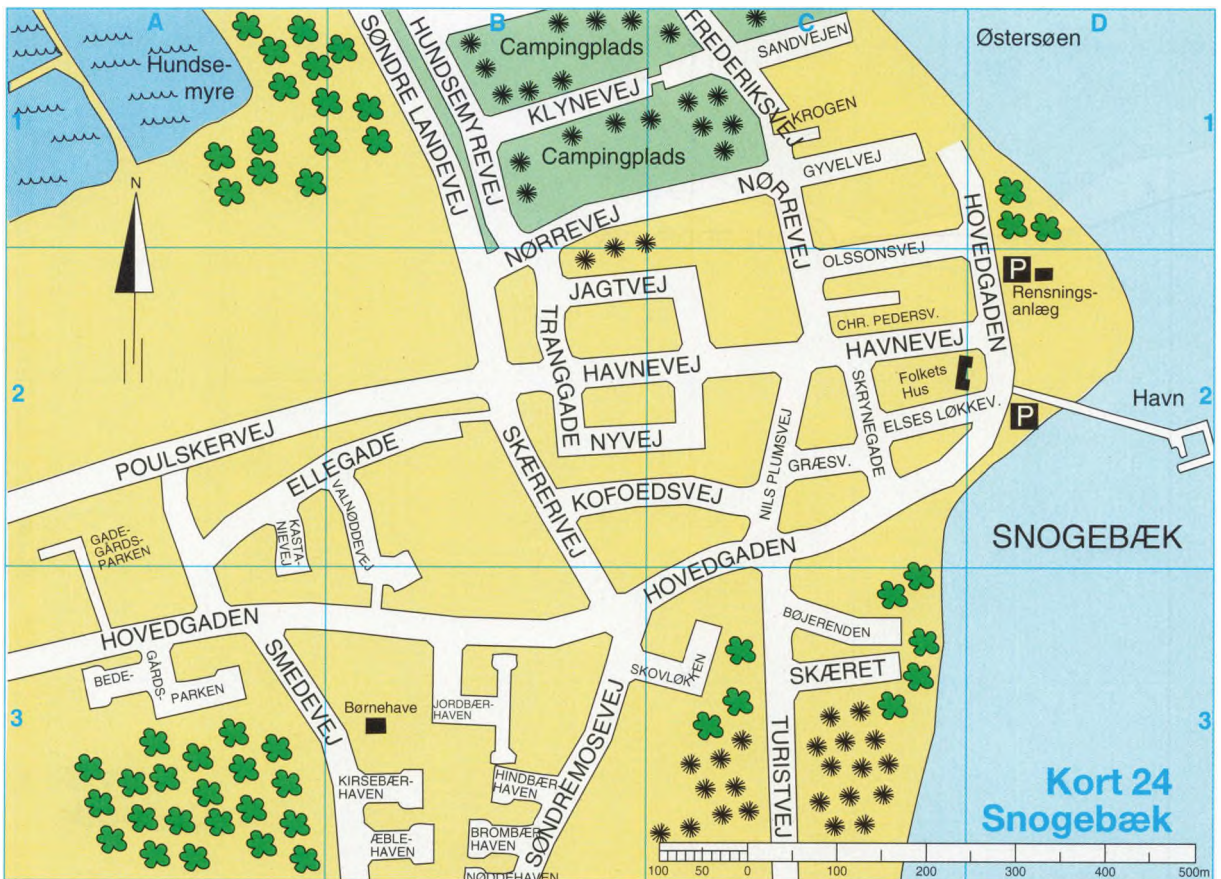 A
B
C
D
Østersøen
Hundse-
myre
Campingplads
SANDVEJEN
SØNDRE LANDEVEJ
HUNDSEMYREVEJ
KLYNEVEJ
FREDERIKSVEJ
KROGEN
1
1
Campingplads
GYVELVEJ
N
NØRREVEJ
NØRREVEJ
NØRREVEJ
HOVEDGADEN
OLSSONSVEJ
P
Rensnings-
anlæg
JAGTVEJ
TRANGGADE
CHR. PEDERSV.
HAVNEVEJ
HAVNEVEJ
Folkets
Hus
SKRYNEGADE
ELSES LØKKEV.
P
Havn
2
2
POULSKERVEJ
ELLEGADE
NYVEJ
SKÆRERIVEJ
NILS PLUMSVEJ
GRÆSV.
KOFOEDSVEJ
VALNØDDEVEJ
KASTA-
NIEVEJ
GADE-
GÅRDS-
PARKEN
SNOGEBÆK
HOVEDGADEN
HOVEDGADEN
BØJERENDEN
SKÆRET
SKOVLØKKEN
BEDE-
GÅRDS-
PARKEN
SMEDEVEJ
Børnehave
JORDBÆR-
HAVEN
3
3
SØNDREMOSEVEJ
TURISTVEJ
KIRSEBÆR-
HAVEN
HINDBÆR-
HAVEN
ÆBLE-
HAVEN
BROMBÆR-
HAVEN
NØDDEHAVEN
Kort 24
Snogebæk
100 50 0 100 200 300 400 500m